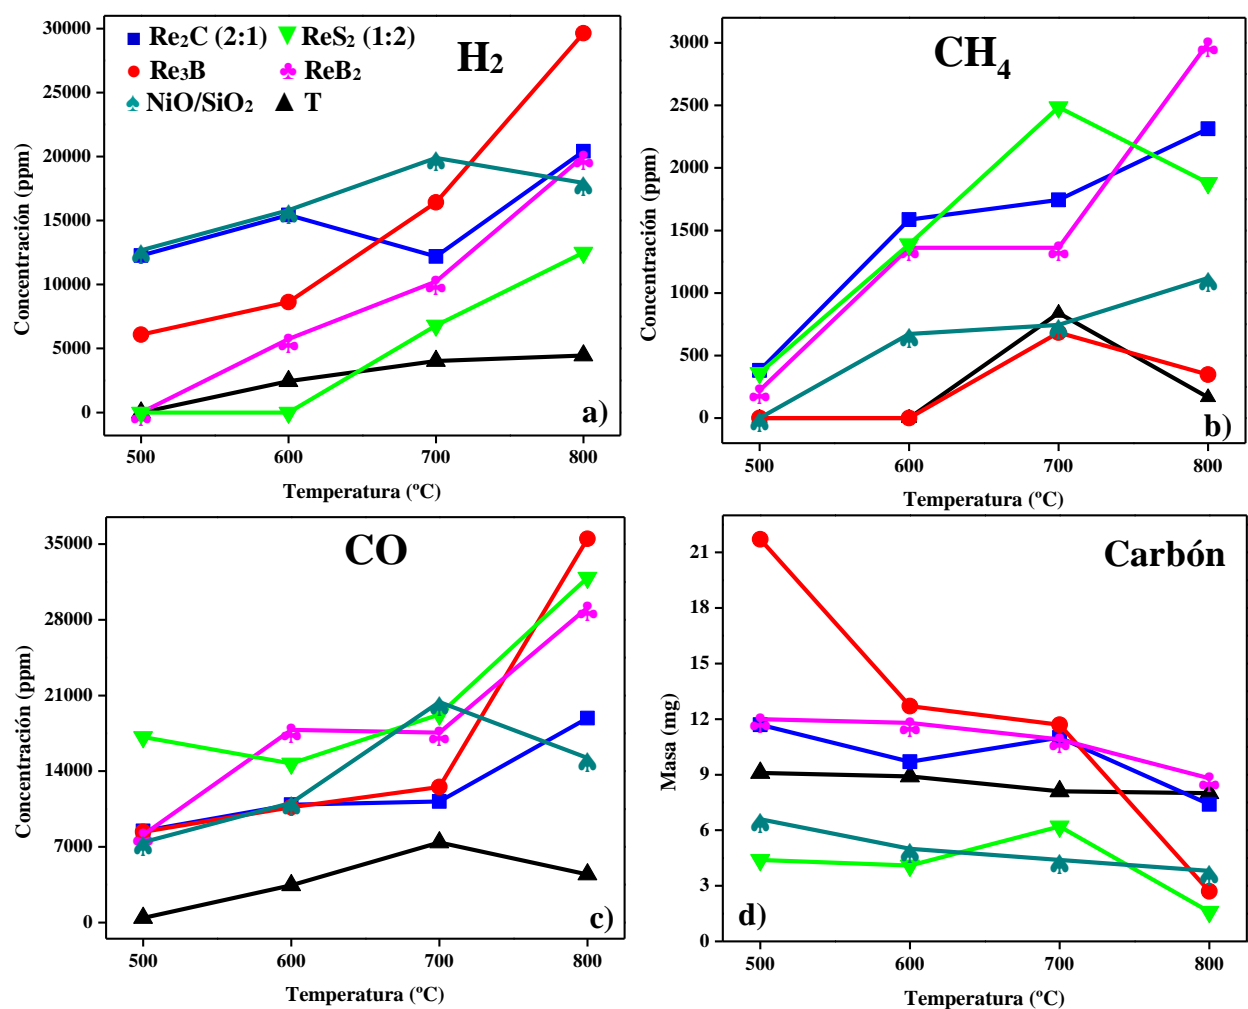 H2
Re2C (2:1)
ReS2 (1:2)
Re3B
ReB2
NiO/SiO2
T
Concentración (ppm)
30000
25000
20000
15000
10000
5000
0
500 600 700 800
Temperatura (ºC)
a)
CH4
Concentración (ppm)
3000
2500
2000
1500
1000
500
0
500 600 700 800
Temperatura (ºC)
b)
CO
Concentración (ppm)
35000
28000
21000
14000
7000
0
500 600 700 800
Temperatura (ºC)
c)
Carbón
Masa (mg)
21
18
15
12
9
6
3
0
500 600 700 800
Temperatura (ºC)
d)